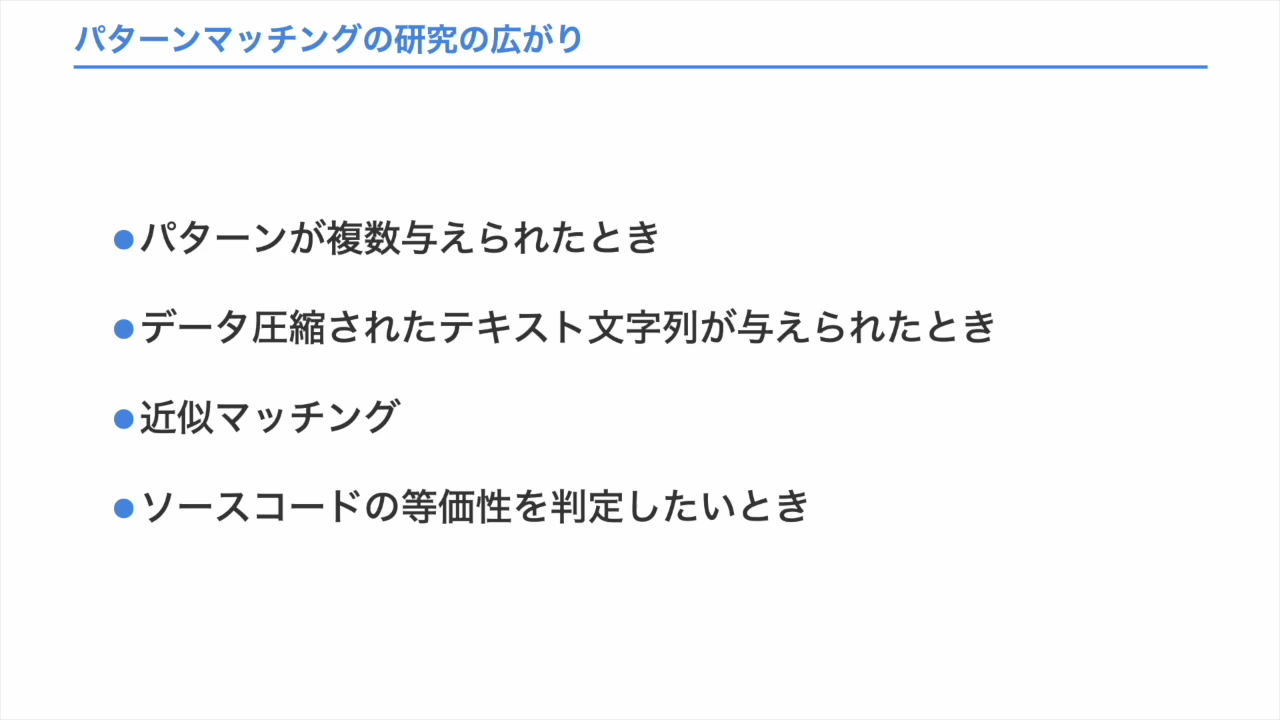 パターンマッチングの研究の広がり
●パターンが複数与えられたとき
●データ圧縮されたテキスト文字列が与えられたとき
●近似マッチング
●ソースコードの等価性を判定したいとき